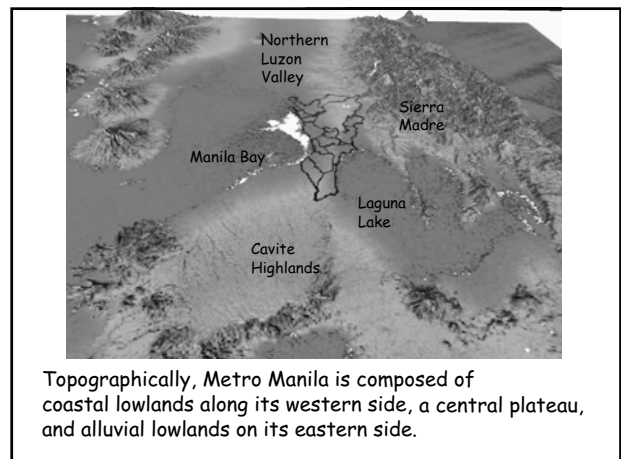 Northern
Luzon
Valley
Sierra
Madre
Manila Bay
Laguna
Lake
Cavite
Highlands
Topographically, Metro Manila is composed of
coastal lowlands along its western side, a central plateau,
and alluvial lowlands on its eastern side.